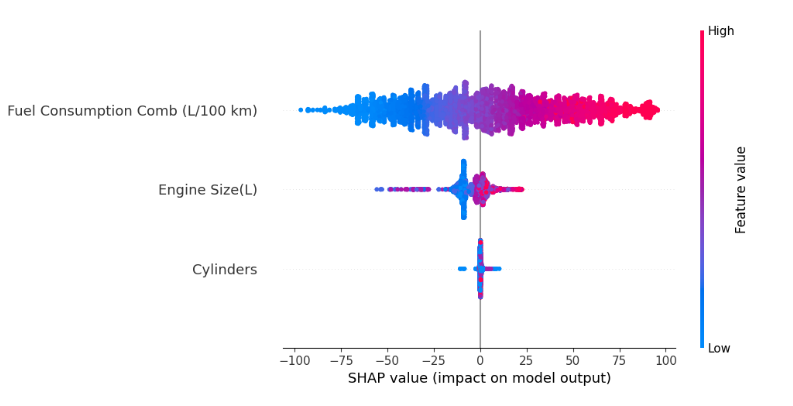 High
Fuel Consumption Comb (L/100 km)
Engine Size(L)
Feature value
Cylinders
Low
−100 −75 −50 −25 0 25 50 75 100
SHAP value (impact on model output)